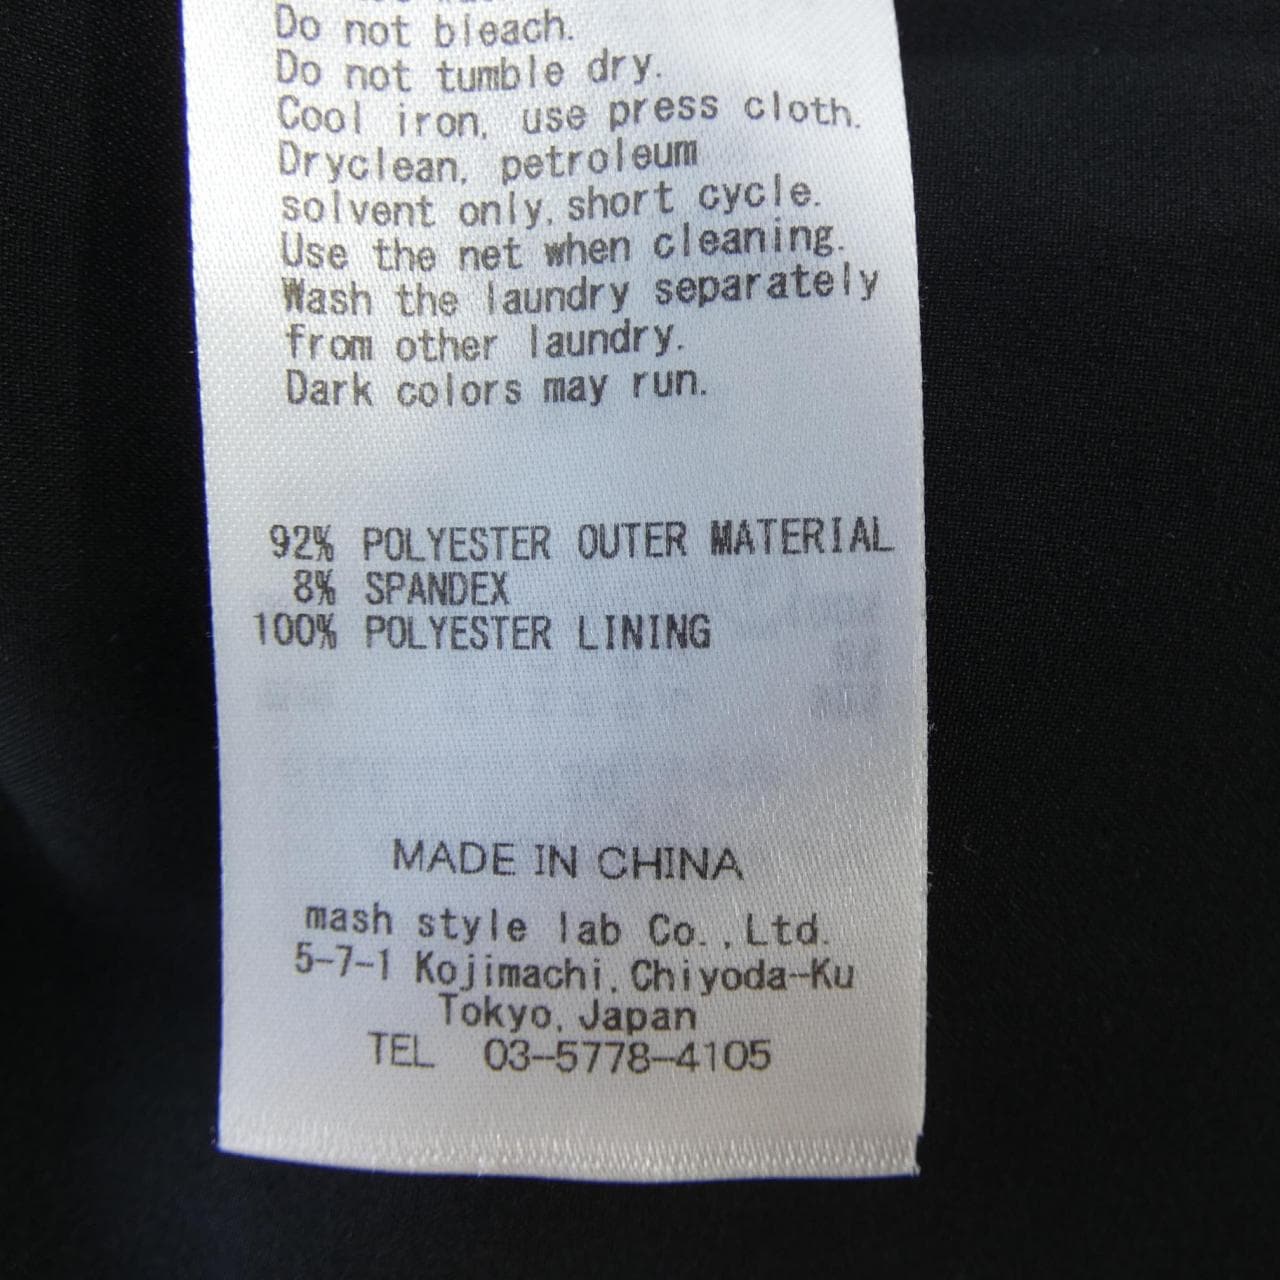 Do not bleach.
Do not tumble dry.
Cool iron, use press cloth.
Dryclean, petroleum
solvent only, short cycle.
Use the net when cleaning.
Wash the laundry separately
from other laundry.
Dark colors may run.
92% POLYESTER OUTER MATERIAL
8% SPANDEX
100% POLYESTER LINING
MADE IN CHINA
mash style lab Co.,Ltd.
5-7-1 Kojimachi, Chiyoda-Ku
Tokyo, Japan
TEL 03-5778-4105